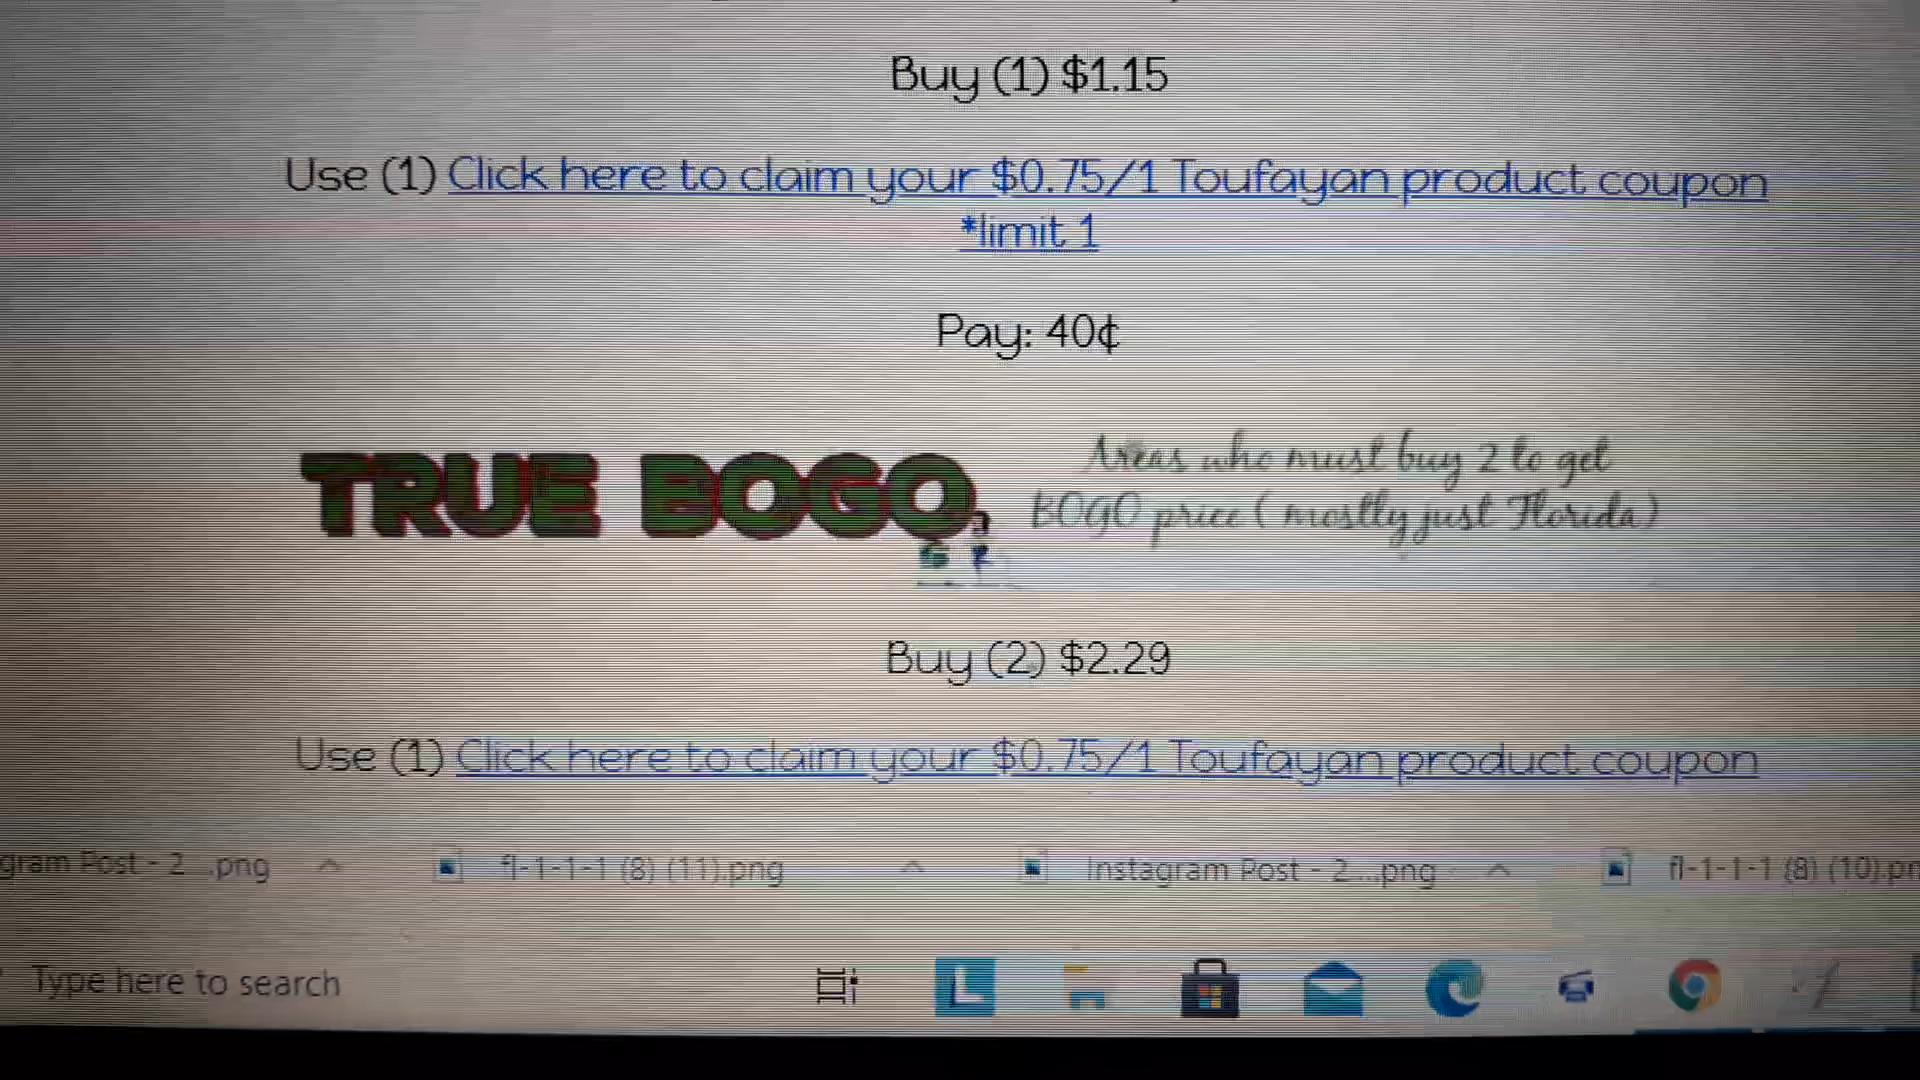 Buy (1) $1.15
Use (1) Click here to claim your $0.75/1 Toufayan product coupon
*limit 1
Pay: 40¢
TRUE BOGO
Areas who must buy 2 to get
BOGO price ( mostly just Florida)
Buy (2) $2.29
Use (1) Click here to claim your $0.75/1 Toufayan product coupon
gram Post - 2 ...png
fl-1-1-1 (8) (11).png
Instagram Post - 2....png
fl-1-1-1 (8) (10).pn
Type here to search